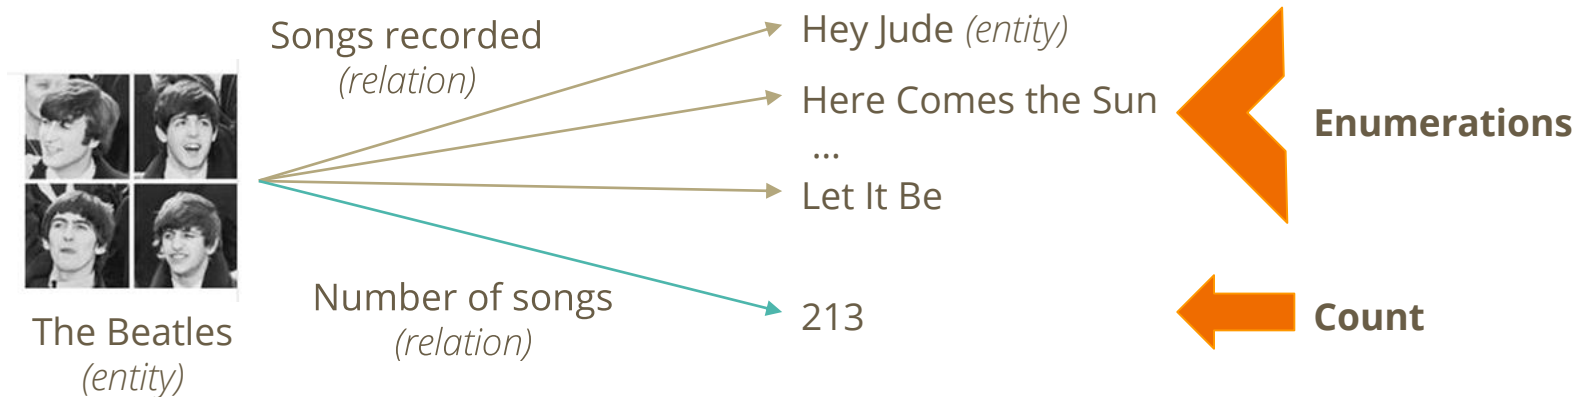 Songs recorded
(relation)
Hey Jude (entity)
Here Comes the Sun
...
Let It Be
Enumerations
The Beatles
(entity)
Number of songs
(relation)
213
Count